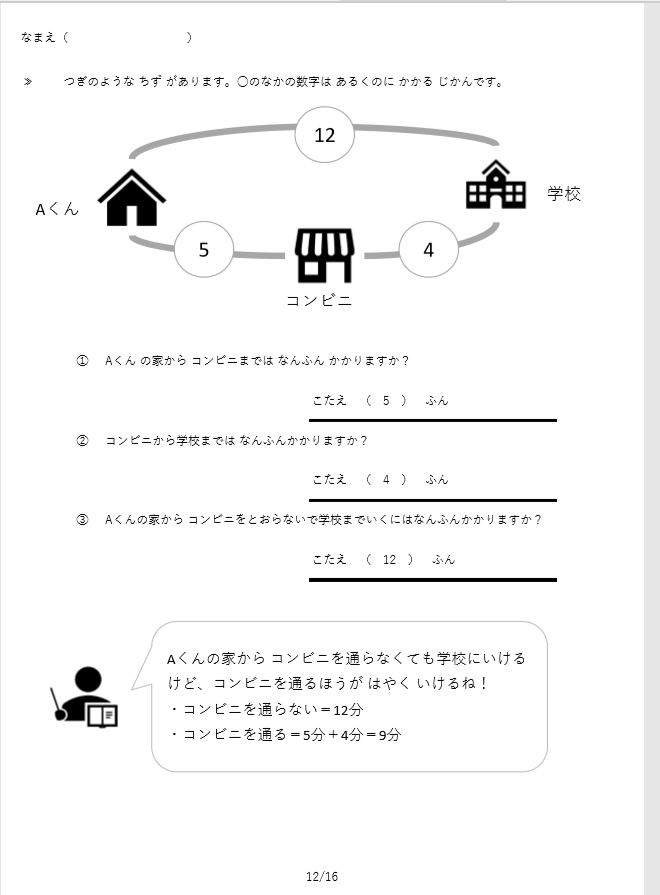 なまえ（　　　　　　　　　　）
≫　つぎのような ちず があります。〇のなかの数字は あるくのに かかる じかんです。
12
Aくん
学校
5
4
コンビニ
①　Aくん の家から コンビニまでは なんふん かかりますか？
こたえ　（　5　）　ふん
②　コンビニから学校までは なんふんかかりますか？
こたえ　（　4　）　ふん
③　Aくんの家から コンビニをとおらないで学校までいくにはなんふんかかりますか？
こたえ　（　12　）　ふん
Aくんの家から コンビニを通らなくても学校にいける
けど、コンビニを通るほうが はやく いけるね！
・コンビニを通らない＝12分
・コンビニを通る＝5分＋4分＝9分
12/16